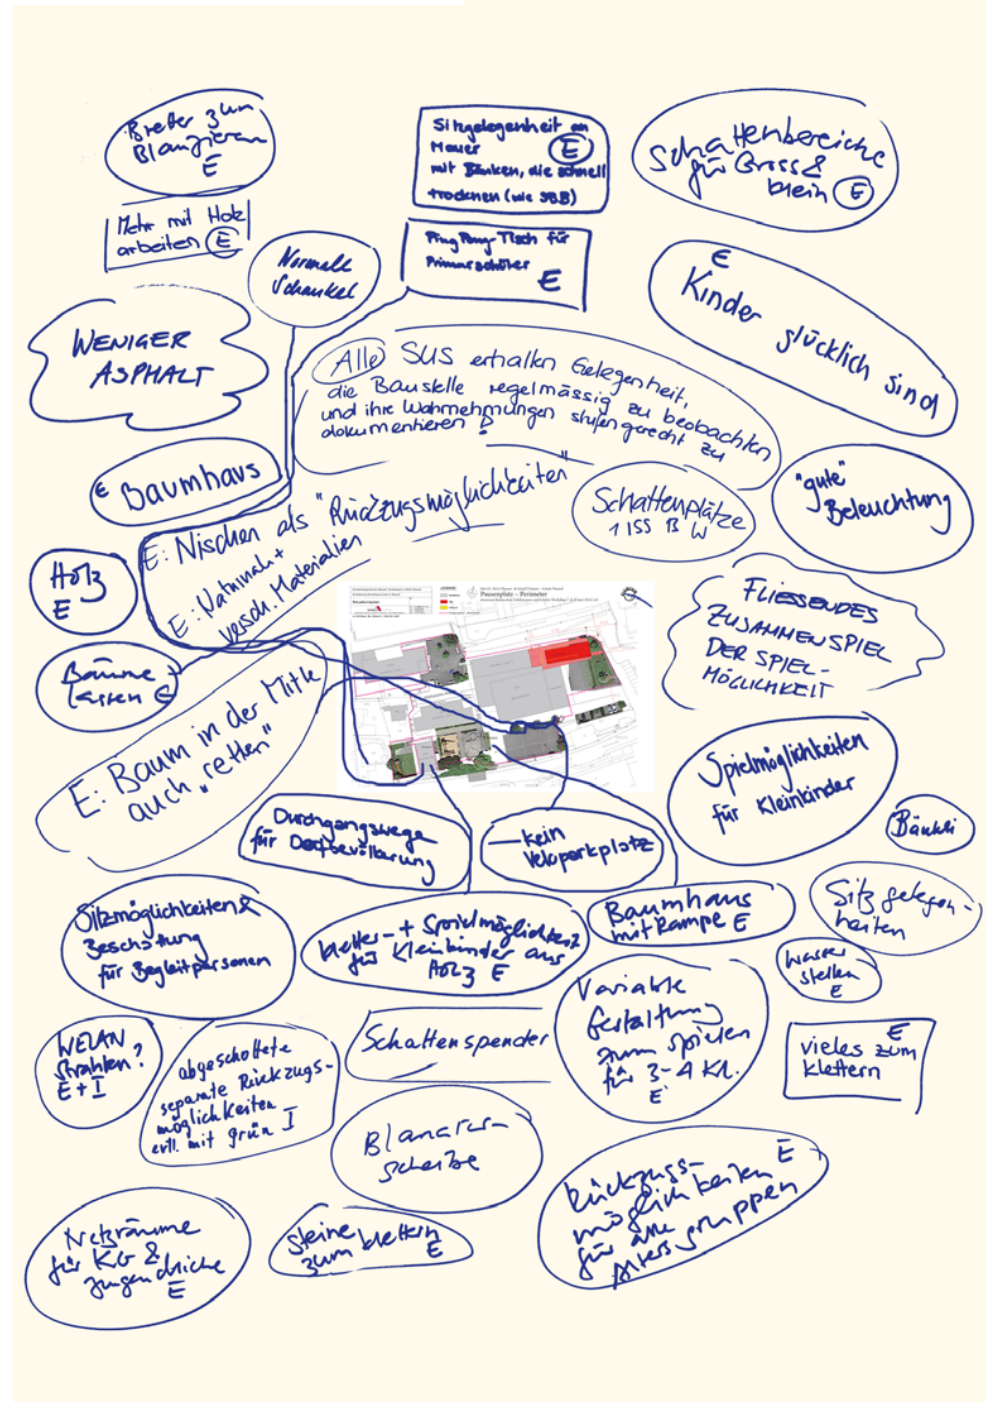 Bretter zum
Blangieren
E
Sitzgelegenheit an
Mauer E
mit Bänken, die schnell
trocknen (wie SBB)
Schattenbereiche
für Gross &
klein E
Mehr mit Holz
arbeiten E
Normale
Schaukel
Ping Pong-Tisch für
Primarschüler
E
E
Kinder glücklich sind
WENIGER
ASPHALT
Alle SUS erhalten Gelegenheit,
die Baustelle regelmässig zu beobachten
und ihre Wahrnehmungen stufengerecht zu
dokumentieren!
E Baumhaus
E: Nischen als "Rückzugsmöglichkeiten"
E: Naturnah +
versch. Materialien
Schattenplätze
"gute"
Beleuchtung
Holz
E
Bäume
lassen E
Pausenplatz - Perimeter
FLIESSENDES
ZUSAMMENSPIEL
DER SPIEL-
MÖGLICHKEIT
E: Baum in der Mitte
auch "retten"
Spielmöglichkeiten
für Kleinkinder
Bänkli
Durchgangswege
für Dorfbevölkerung
kein
Veloparkplatz
Sitzmöglichkeiten &
Beschattung
für Begleitpersonen
kletter- + Spielmöglichkeit
für Kleinkinder aus
Holz E
Baumhaus
mit Rampe E
Sitzgelegen-
heiten
Wasser
stellen
E
WELAN
Strahlen?
E + I
abgeschottete
separate Rückzugs-
möglichkeiten
evtl. mit grün I
Schattenspender
Variable
Gestaltung
zum spielen
für 3-4 Kl.
E
E
vieles zum
klettern
scheibe
Netzräume
für KG &
Jugendliche
E
Steine
zum klettern
E
Rückzugs- E
möglichkeiten
für alle
Altersgruppen